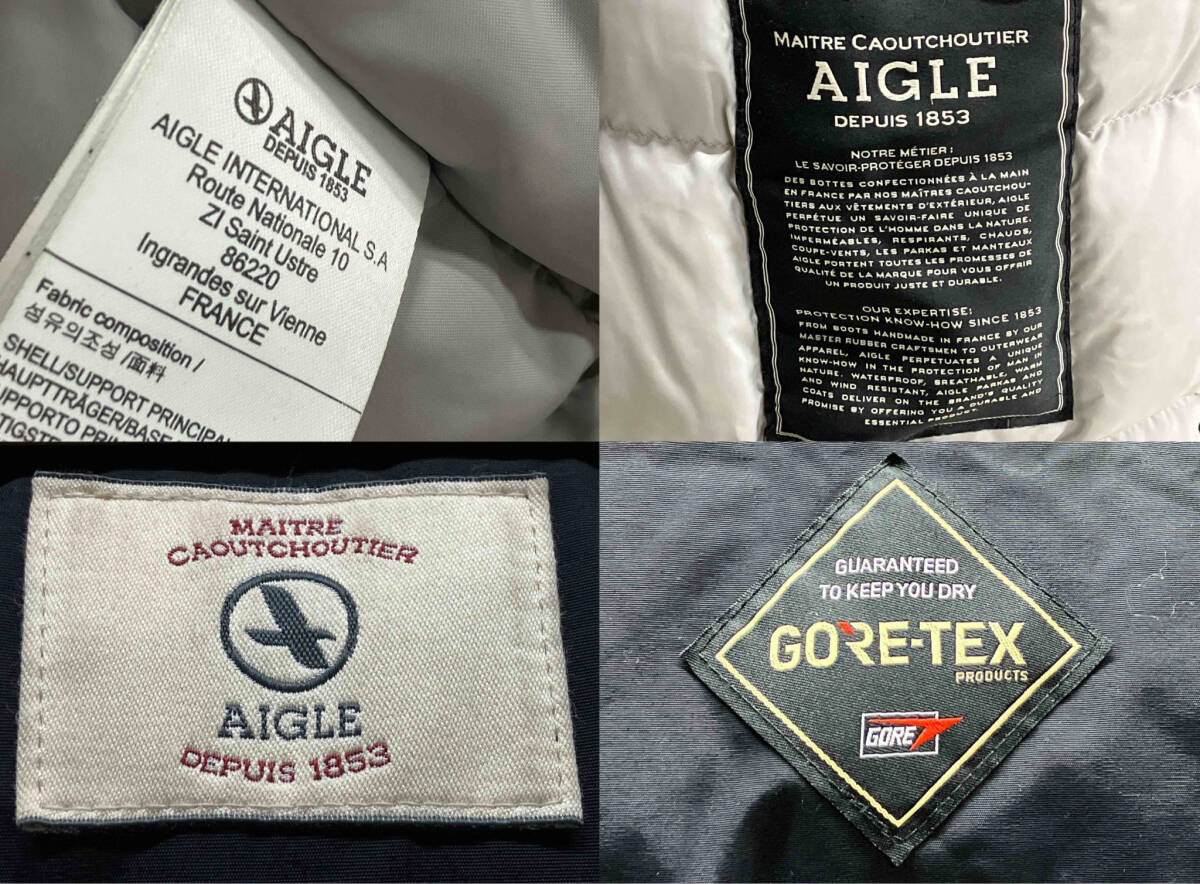 AIGLE
DEPUIS 1853
AIGLE INTERNATIONAL S.A
Route Nationale 10
ZI Saint Ustre
86220
Ingrandes sur Vienne
FRANCE
Fabric composition /
섬유의조성 /面料
SHELL/SUPPORT PRINCIPAL
HAUPTTRÄGER/BASE
MAITRE CAOUTCHOUTIER
AIGLE
DEPUIS 1853
NOTRE MÉTIER :
LE SAVOIR-PROTÉGER DEPUIS 1853
DES BOTTES CONFECTIONNÉES À LA MAIN
EN FRANCE PAR NOS MAÎTRES CAOUTCHOU-
TIERS AUX VÊTEMENTS D'EXTÉRIEUR, AIGLE
PERPÉTUE UN SAVOIR-FAIRE UNIQUE DE
PROTECTION DE L'HOMME DANS LA NATURE.
IMPERMÉABLES, RESPIRANTS, CHAUDS,
COUPE-VENTS, LES PARKAS ET MANTEAUX
AIGLE PORTENT TOUTES LES PROMESSES DE
QUALITÉ DE LA MARQUE POUR VOUS OFFRIR
UN PRODUIT JUSTE ET DURABLE.
OUR EXPERTISE:
PROTECTION KNOW-HOW SINCE 1853
FROM BOOTS HANDMADE IN FRANCE BY OUR
MASTER RUBBER CRAFTSMEN TO OUTERWEAR
APPAREL, AIGLE PERPETUATES A UNIQUE
KNOW-HOW IN THE PROTECTION OF MAN IN
NATURE. WATERPROOF, BREATHABLE, WARM
AND WIND RESISTANT, AIGLE PARKAS AND
COATS DELIVER ON THE BRAND'S QUALITY
PROMISE BY OFFERING YOU A DURABLE AND
ESSENTIAL PRODUCT.
MAITRE
CAOUTCHOUTIER
AIGLE
DEPUIS 1853
GUARANTEED
TO KEEP YOU DRY
GORE-TEX
PRODUCTS
GORE